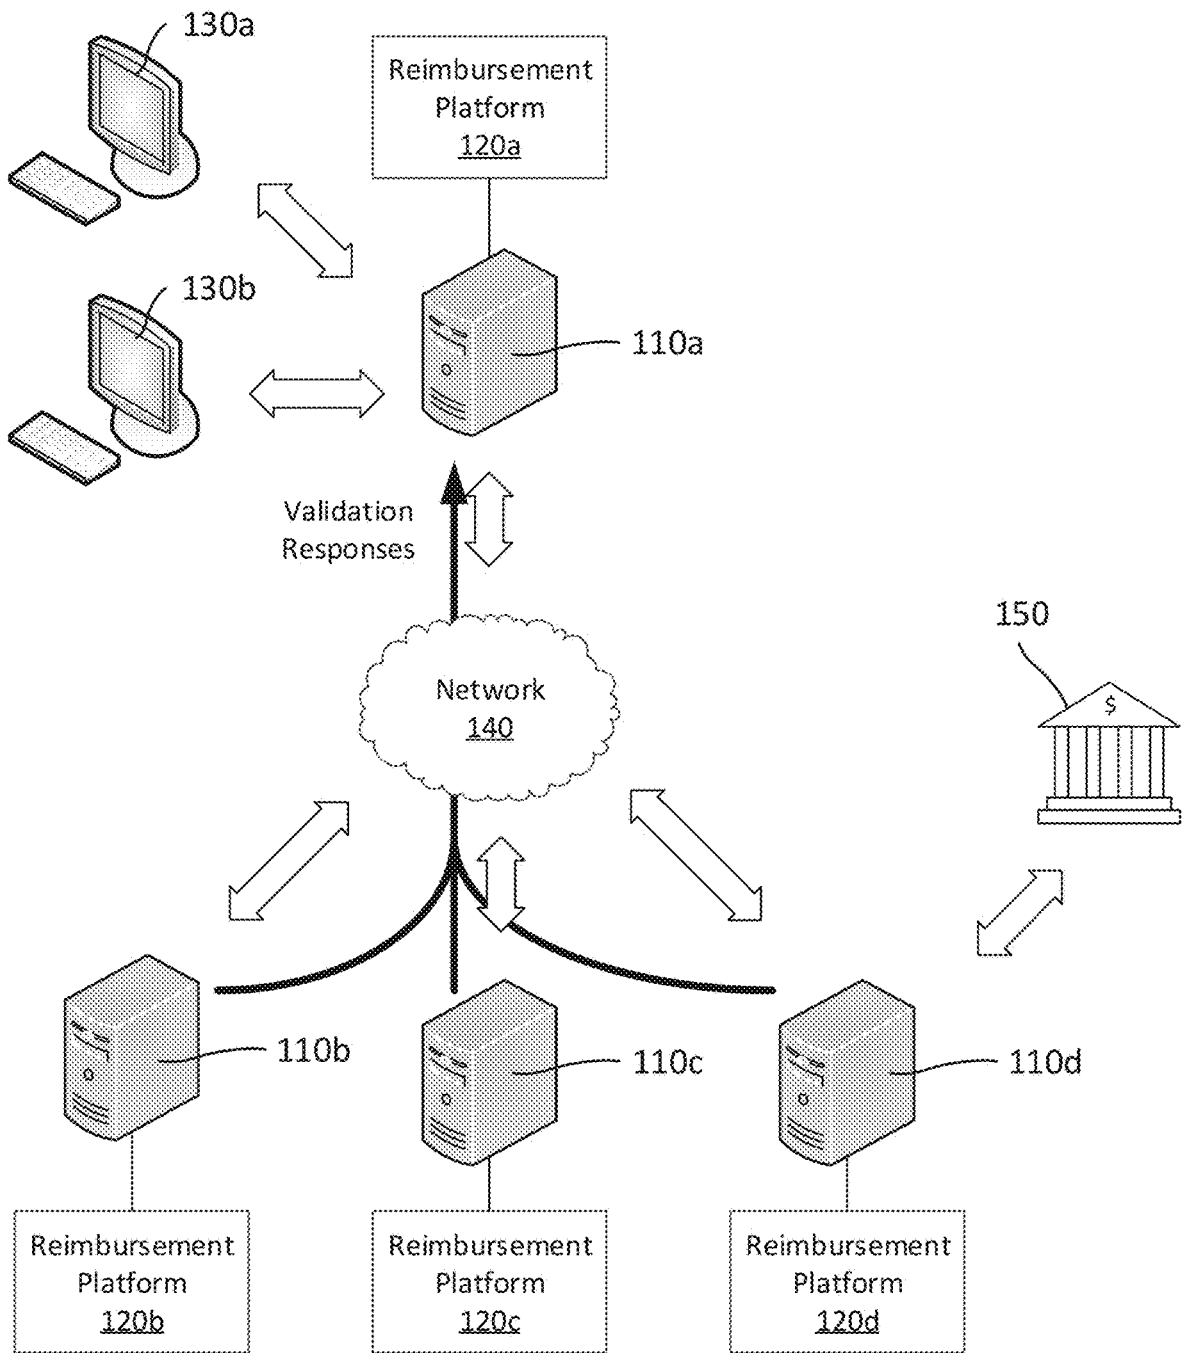 130a
Reimbursement
Platform
120a
130b
110a
Validation
Responses
150
$
Network
140
110b
110c
110d
Reimbursement
Platform
120b
Reimbursement
Platform
120c
Reimbursement
Platform
120d